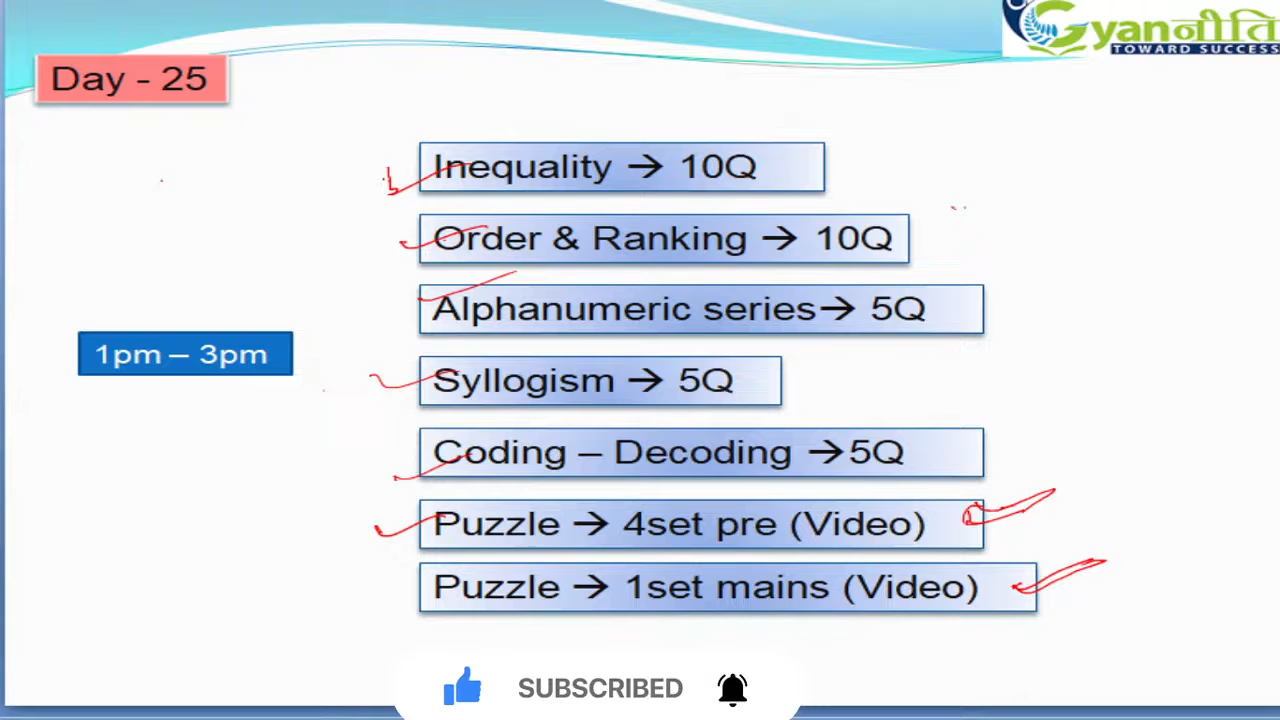 Gyanनीति
TOWARD SUCCESS
Day - 25
Inequality → 10Q
Order & Ranking → 10Q
Alphanumeric series→ 5Q
1pm – 3pm
Syllogism → 5Q
Coding – Decoding →5Q
Puzzle → 4set pre (Video)
Puzzle → 1set mains (Video)
SUBSCRIBED